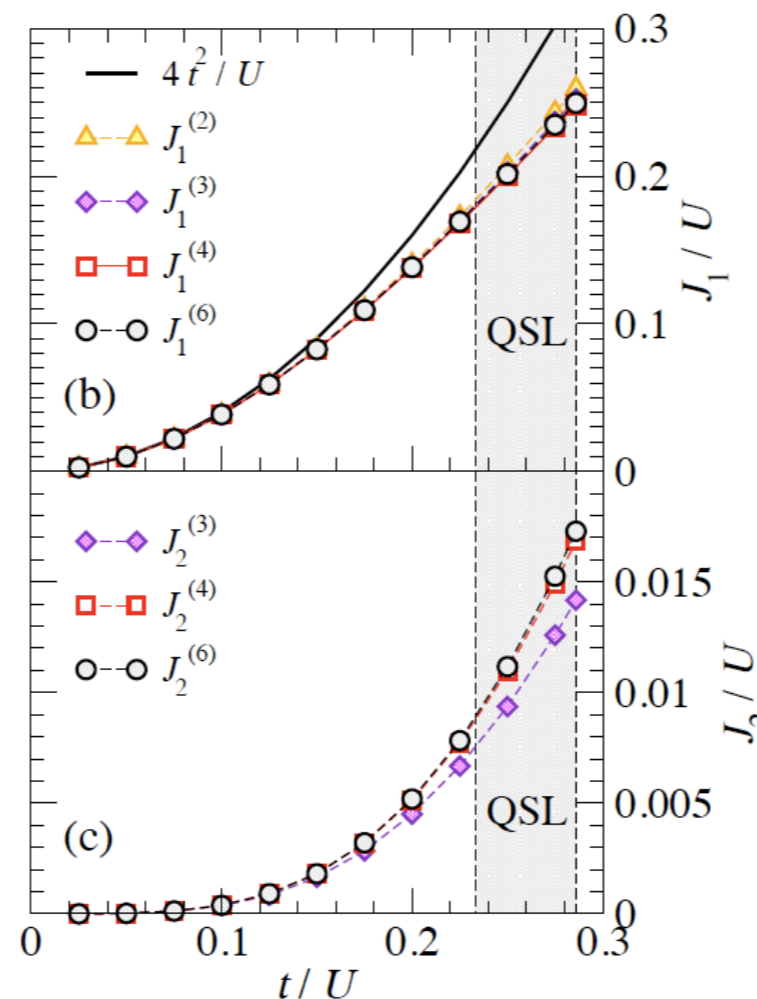 4 t² / U
J₁⁽²⁾
J₁⁽³⁾
J₁⁽⁴⁾
J₁⁽⁶⁾
QSL
(b)
0.3
0.2
0.1
0
J₁ / U
J₂⁽³⁾
J₂⁽⁴⁾
J₂⁽⁶⁾
QSL
(c)
0.015
0.01
0.005
0
J₂ / U
0
0.1
0.2
0.3
t / U